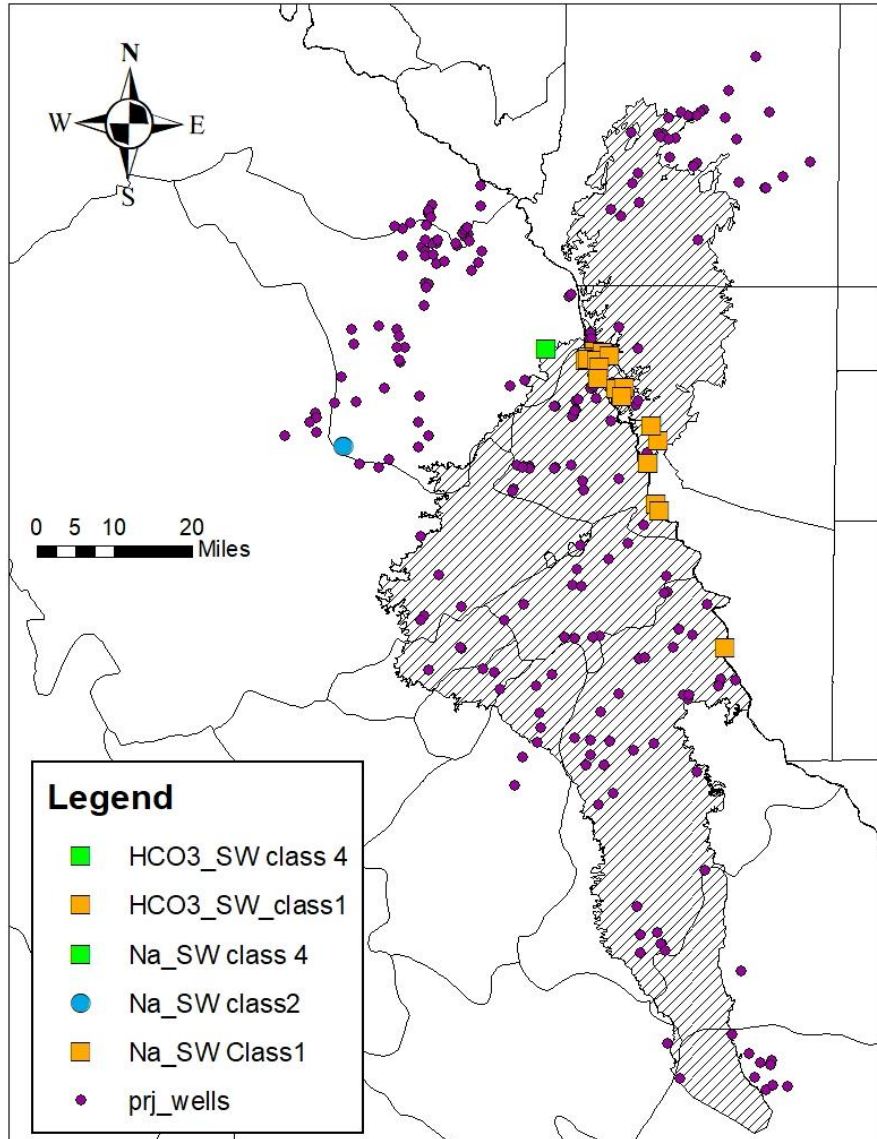 N
W E
S
0 5 10 20
Miles
Legend
HCO3_SW class 4
HCO3_SW_class1
Na_SW class 4
Na_SW class2
Na_SW Class1
prj_wells